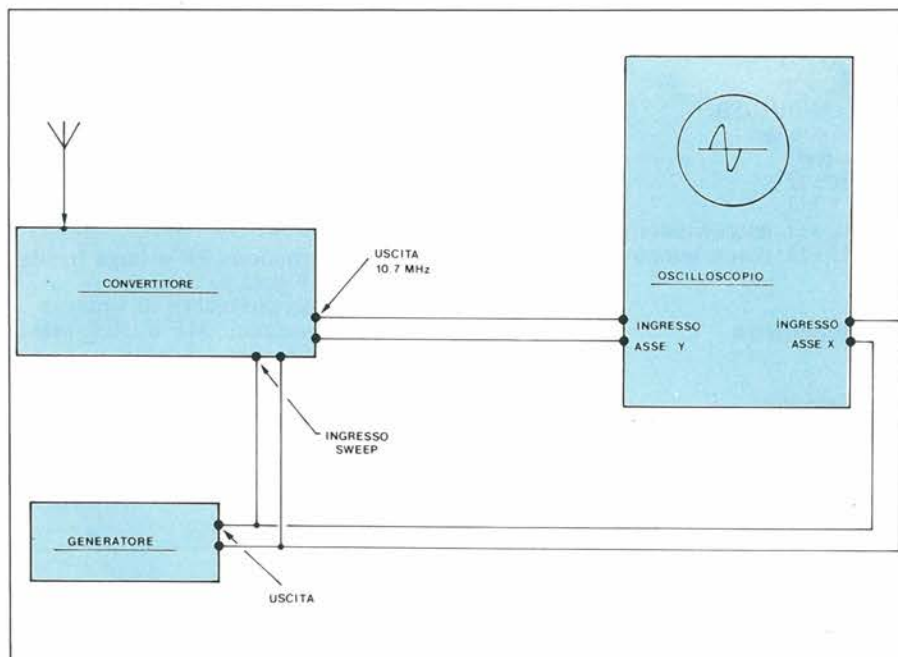 CONVERTITORE
USCITA
10.7 MHz
OSCILLOSCOPIO
INGRESSO
ASSE Y
INGRESSO
ASSE X
INGRESSO
SWEEP
GENERATORE
USCITA